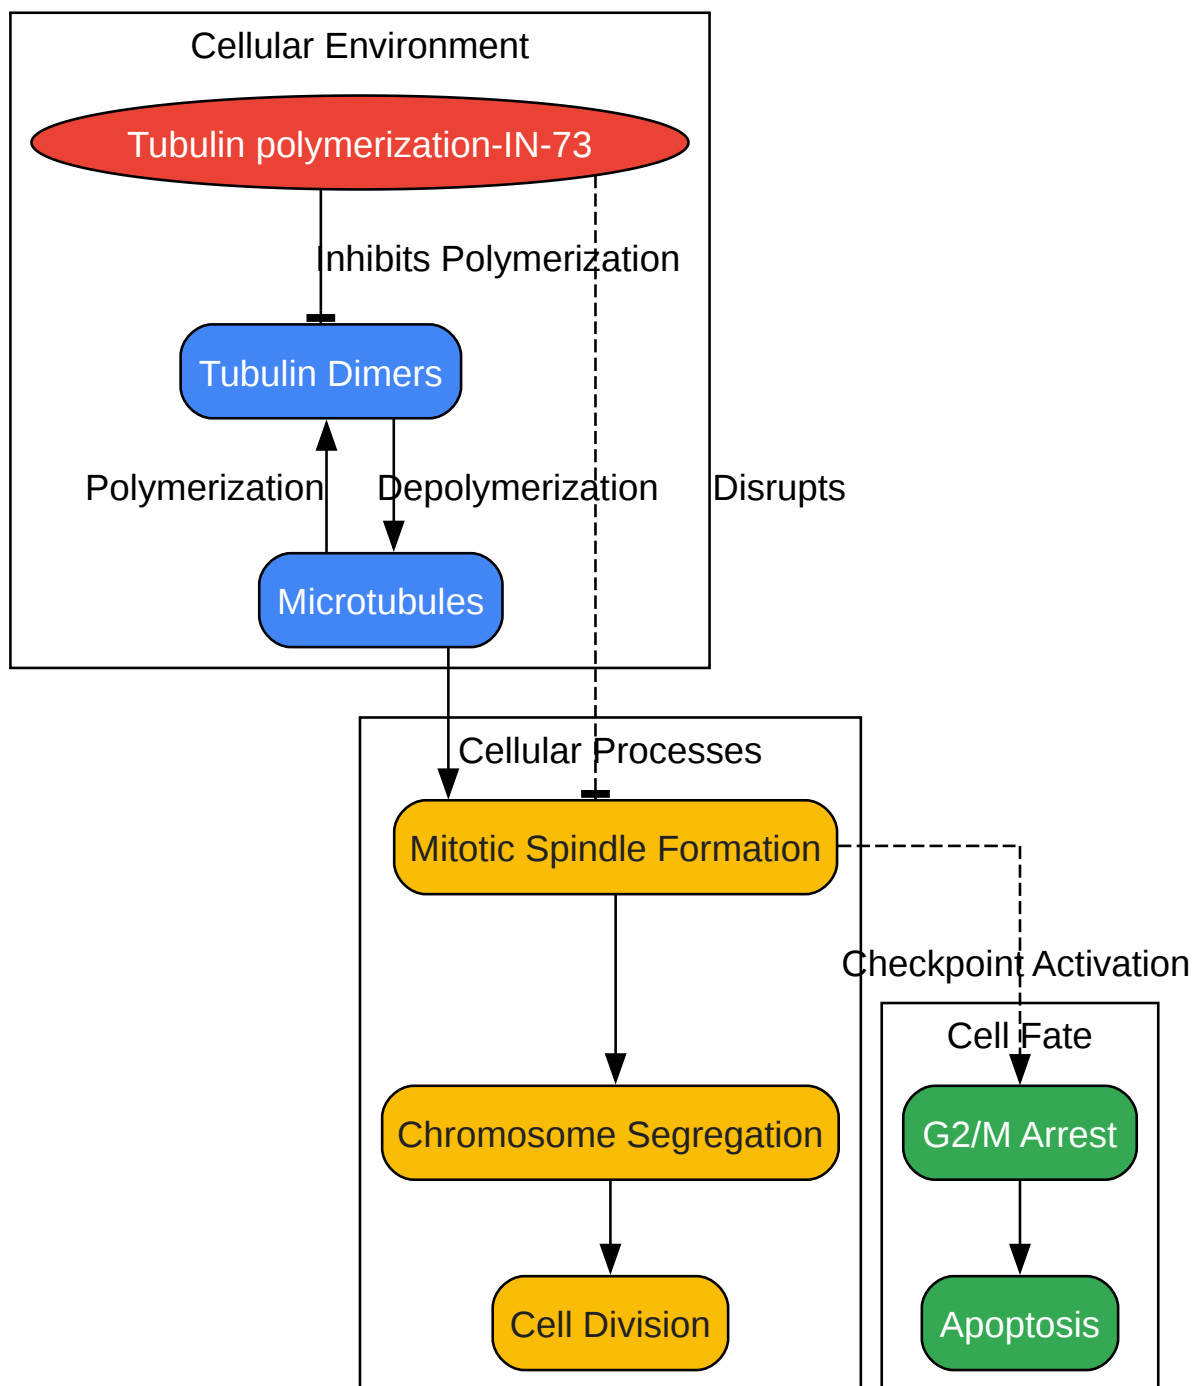 Cellular Environment
Tubulin polymerization-IN-73
Inhibits Polymerization
Tubulin Dimers
Polymerization
Depolymerization
Disrupts
Microtubules
Cellular Processes
Mitotic Spindle Formation
Checkpoint Activation
Cell Fate
Chromosome Segregation
G2/M Arrest
Cell Division
Apoptosis